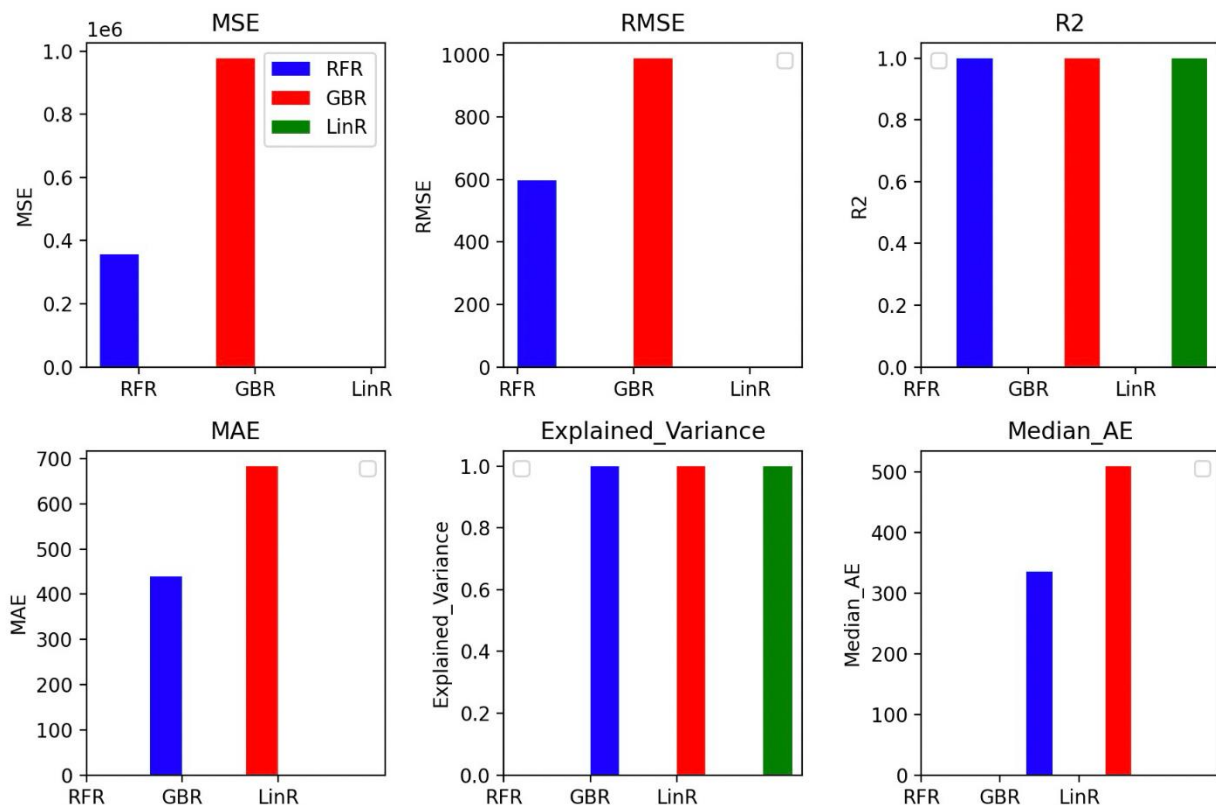 MSE
1e6
1.0
0.8
0.6
0.4
0.2
0.0
MSE
RFR
GBR
LinR
RFR
GBR
LinR
RMSE
1000
800
600
400
200
0
RMSE
RFR
GBR
LinR
R2
1.0
0.8
0.6
0.4
0.2
0.0
R2
RFR
GBR
LinR
MAE
700
600
500
400
300
200
100
0
MAE
RFR
GBR
LinR
Explained_Variance
1.0
0.8
0.6
0.4
0.2
0.0
Explained_Variance
RFR
GBR
LinR
Median_AE
500
400
300
200
100
0
Median_AE
RFR
GBR
LinR